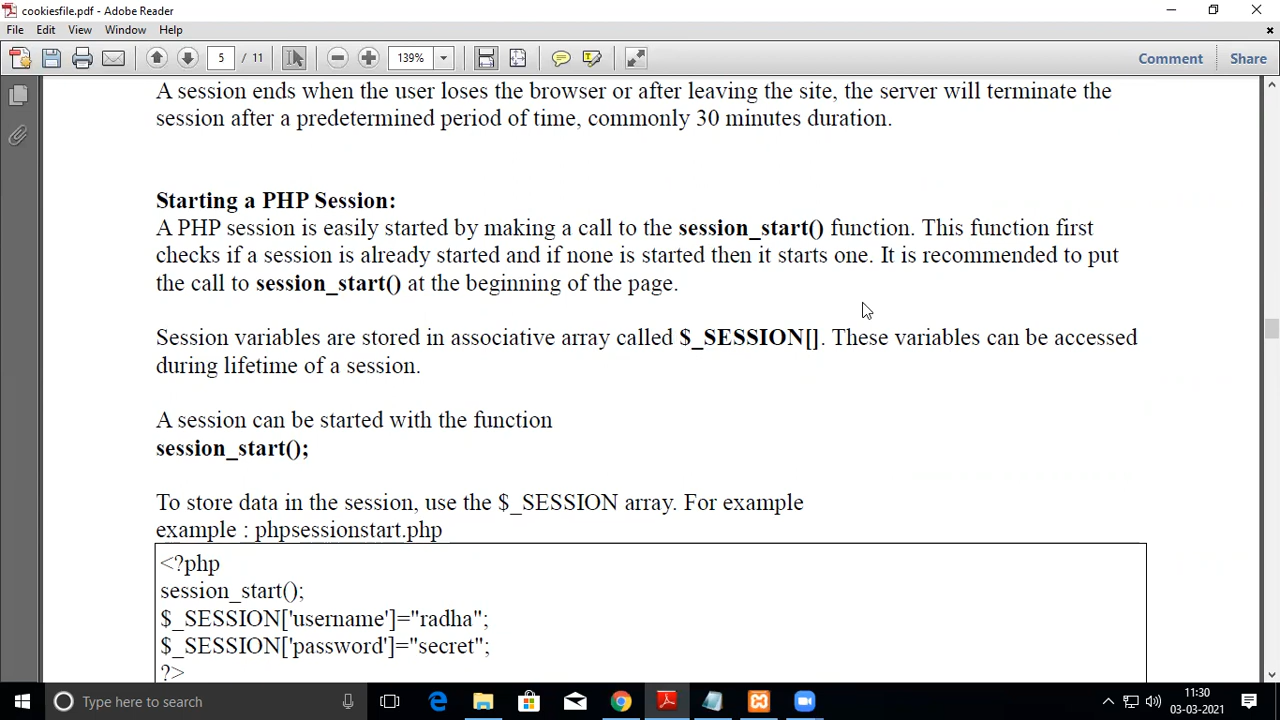 cookiesfile.pdf - Adobe Reader
File Edit View Window Help
5 / 11 139% Comment Share
A session ends when the user loses the browser or after leaving the site, the server will terminate the
session after a predetermined period of time, commonly 30 minutes duration.
Starting a PHP Session:
A PHP session is easily started by making a call to the session_start() function. This function first
checks if a session is already started and if none is started then it starts one. It is recommended to put
the call to session_start() at the beginning of the page.
Session variables are stored in associative array called $_SESSION[]. These variables can be accessed
during lifetime of a session.
A session can be started with the function
session_start();
To store data in the session, use the $_SESSION array. For example
example : phpsessionstart.php
<?php
session_start();
$_SESSION['username']="radha";
$_SESSION['password']="secret";
?>
Type here to search
11:30
03-03-2021